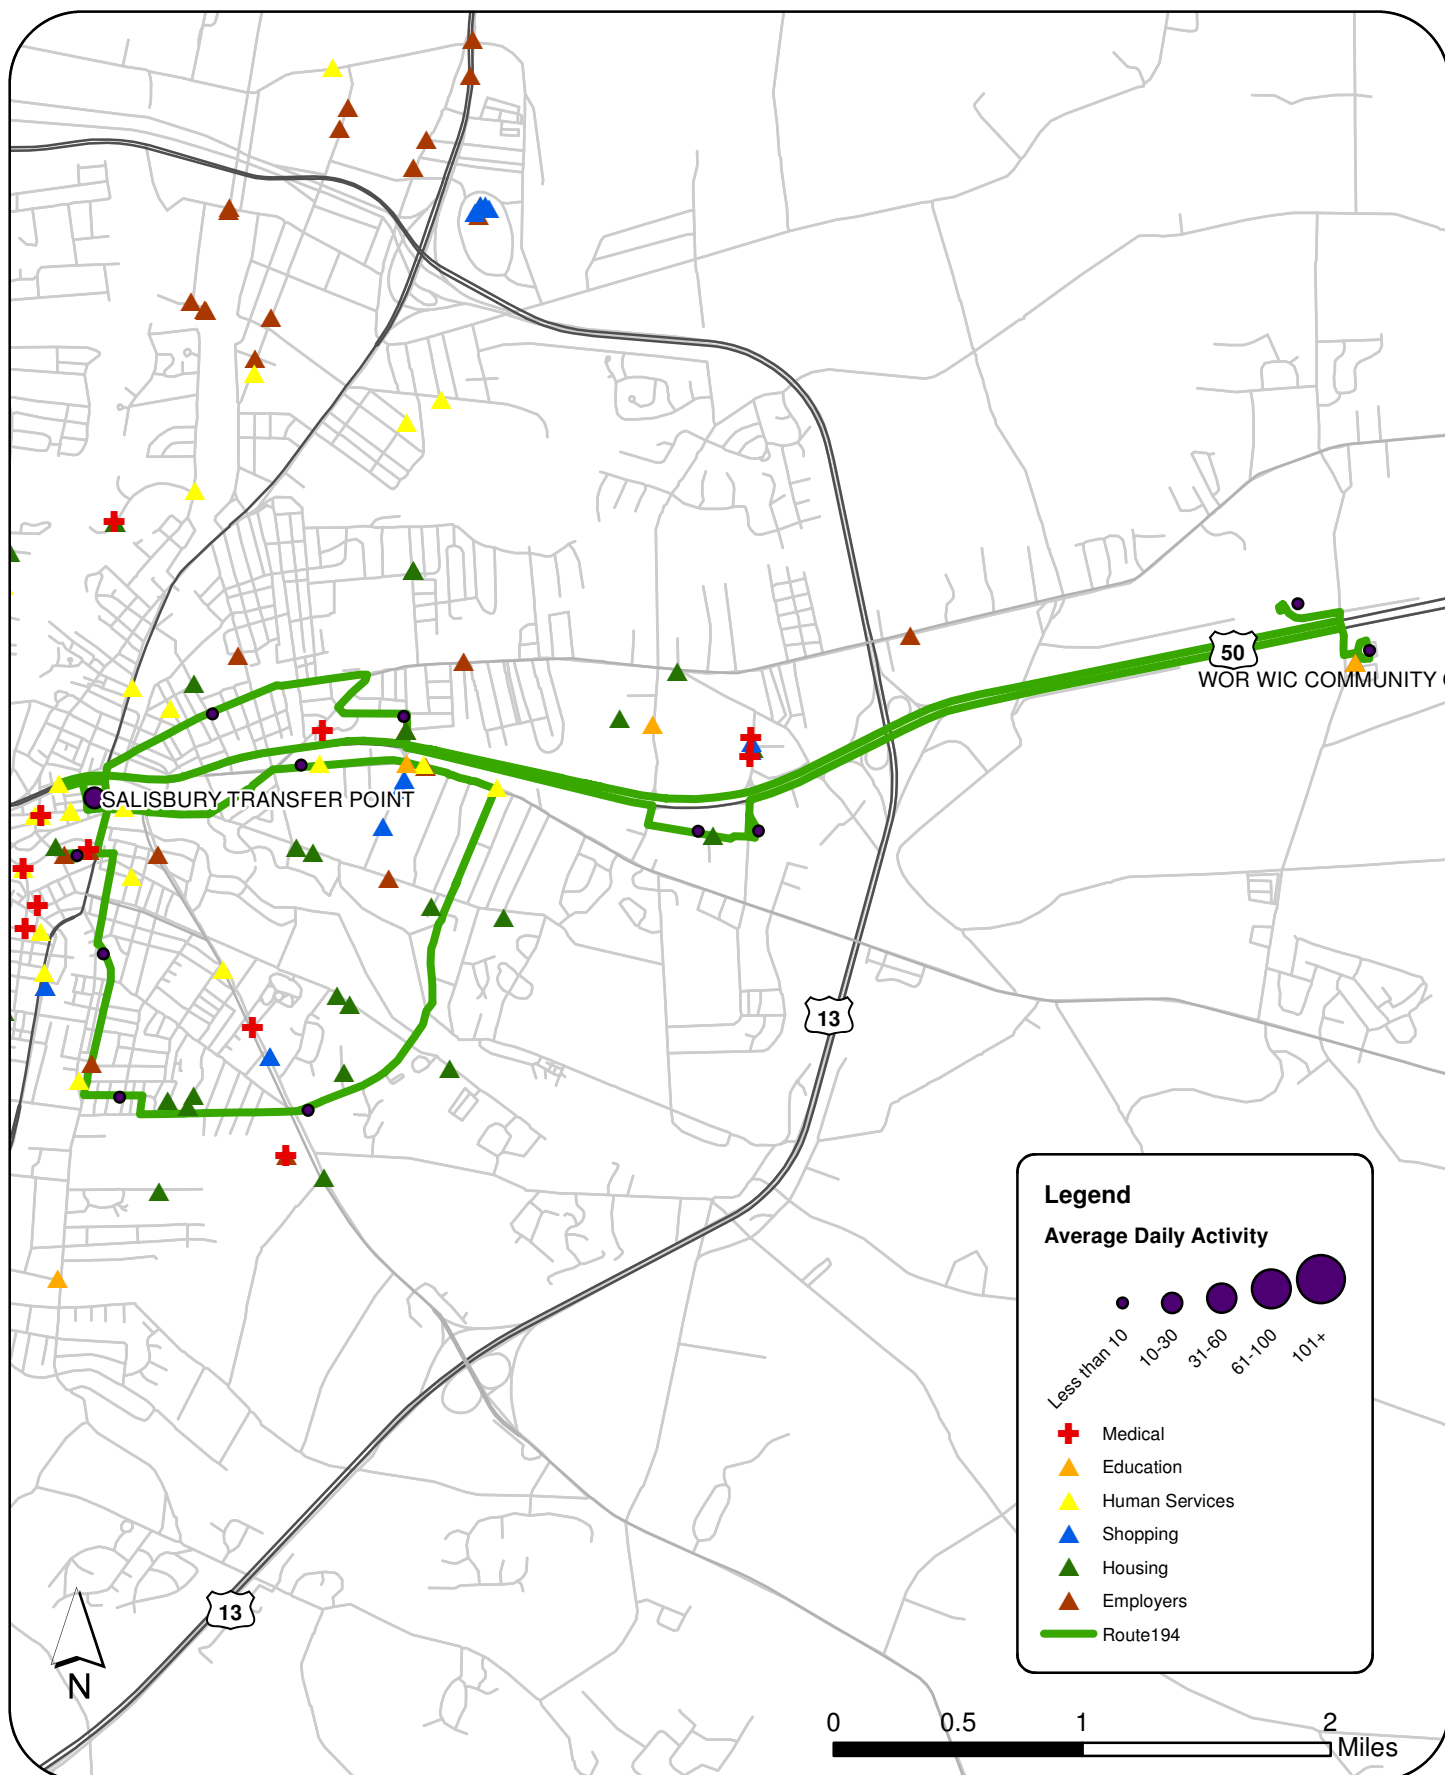 50
WOR WIC COMMUNITY
SALISBURY TRANSFER POINT
13
Legend
Average Daily Activity
Less than 10
10-30
31-60
61-100
101+
Medical
Education
Human Services
Shopping
Housing
Employers
Route194
13
N
0 0.5 1 2
Miles